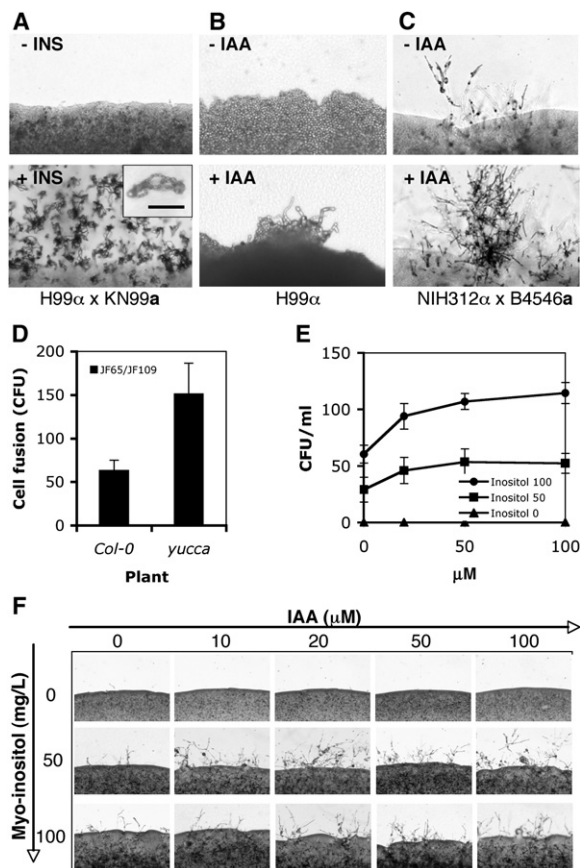 A
B
C
- INS
- IAA
- IAA
+ INS
+ IAA
+ IAA
H99α x KN99a
H99α
NIH312α x B4546a
D
E
200
150
100
50
0
Cell fusion (CFU)
JF65/JF109
Col-0
yucca
Plant
150
100
50
0
CFU/ml
Inositol 100
Inositol 50
Inositol 0
0
50
100
μM
F
IAA (μM)
0 10 20 50 100
Myo-inositol (mg/L)
0
50
100